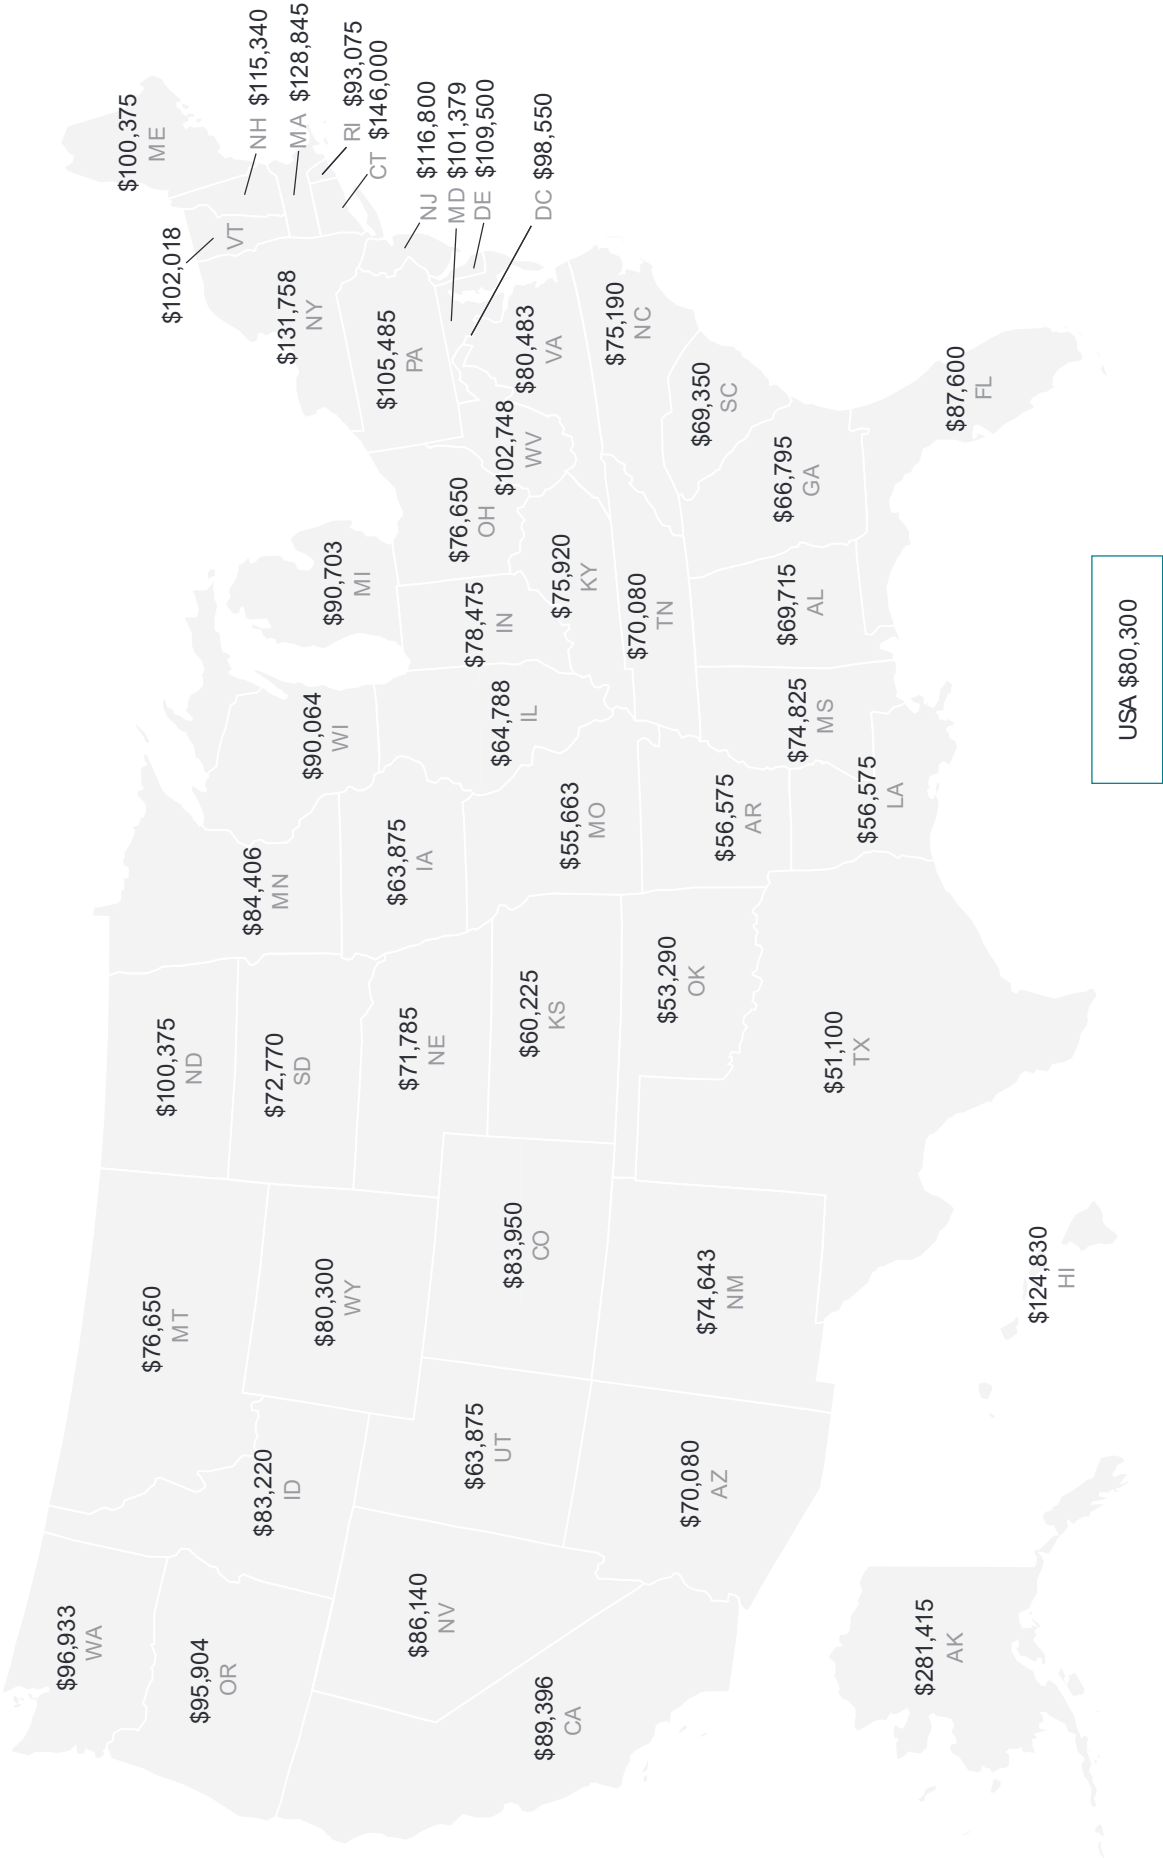 $96,933
WA
$95,904
OR
$89,396
CA
$86,140
NV
$83,220
ID
$76,650
MT
$80,300
WY
$63,875
UT
$70,080
AZ
$83,950
CO
$74,643
NM
$100,375
ND
$72,770
SD
$71,785
NE
$60,225
KS
$53,290
OK
$51,100
TX
$84,406
MN
$63,875
IA
$55,663
MO
$56,575
AR
$56,575
LA
$90,064
WI
$64,788
IL
$74,825
MS
$90,703
MI
$78,475
IN
$76,650
OH
$75,920
KY
$70,080
TN
$69,715
AL
$66,795
GA
$87,600
FL
$69,350
SC
$75,190
NC
$80,483
VA
$102,748
WV
$105,485
PA
$131,758
NY
$102,018
VT
$100,375
ME
NH $115,340
MA $128,845
RI $93,075
CT $146,000
NJ $116,800
MD $101,379
DE $109,500
DC $98,550
$281,415
AK
$124,830
HI
USA $80,300